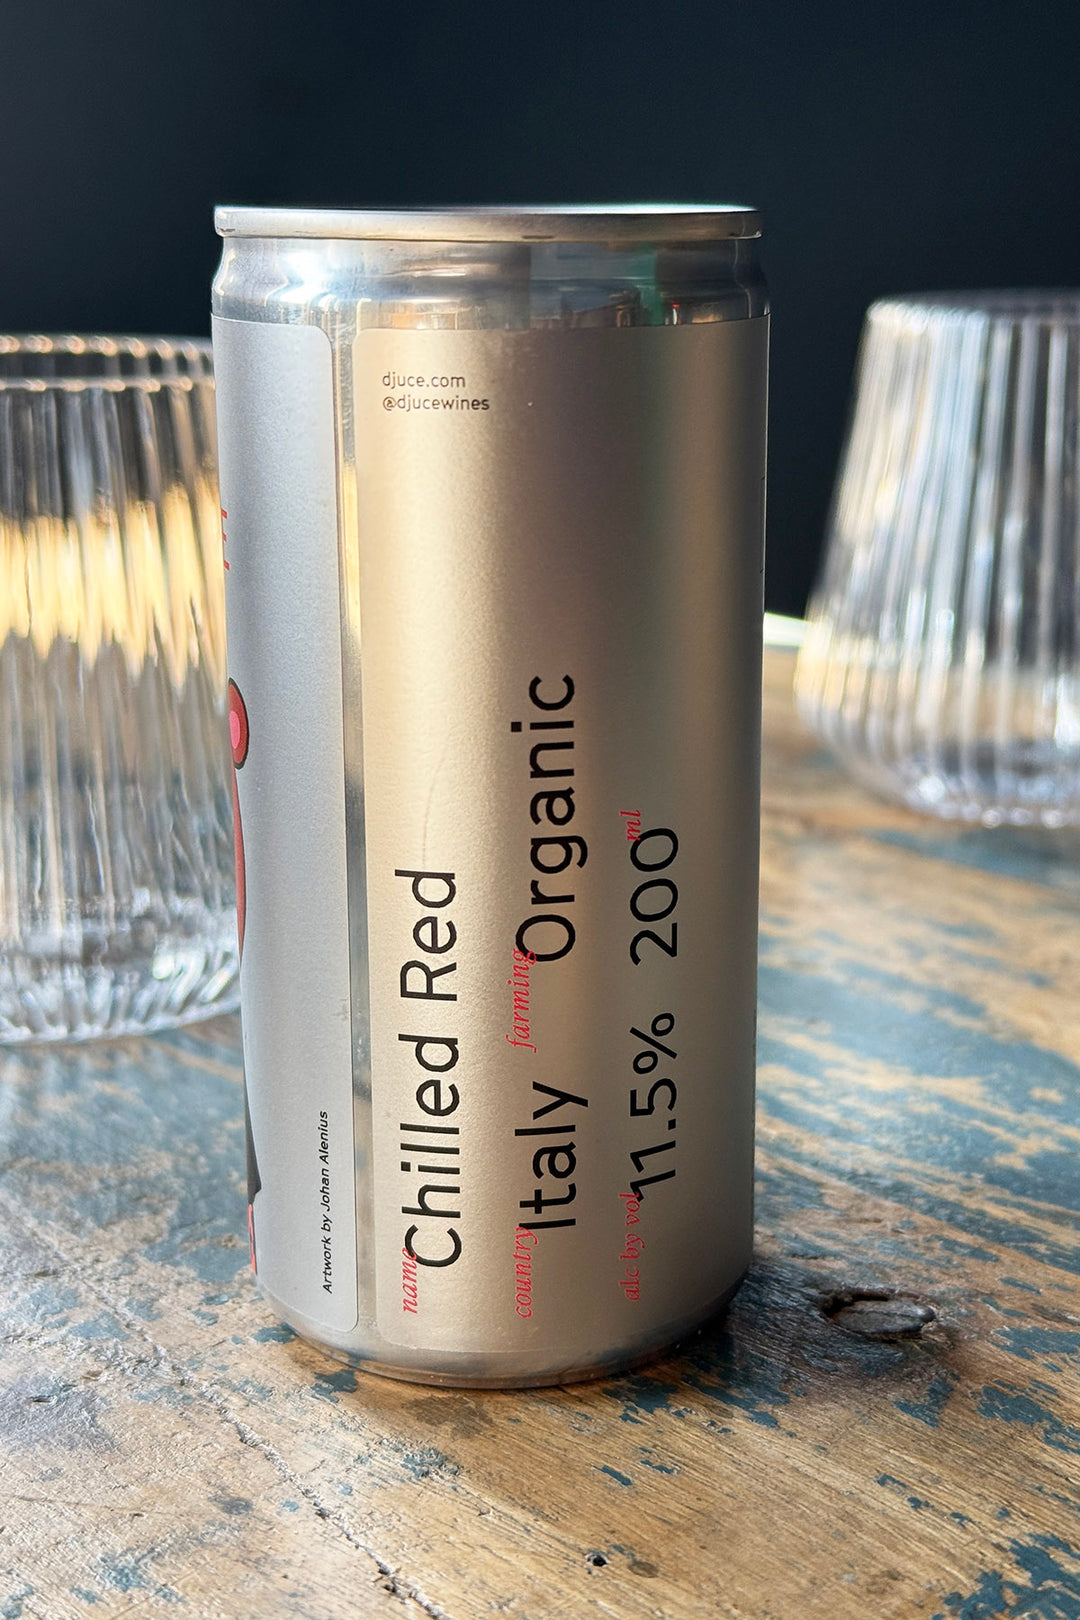 djuce.com
@djucewines
name Chilled Red
country Italy farming Organic
alc by vol 11.5% 200 ml
Artwork by Johan Alenius